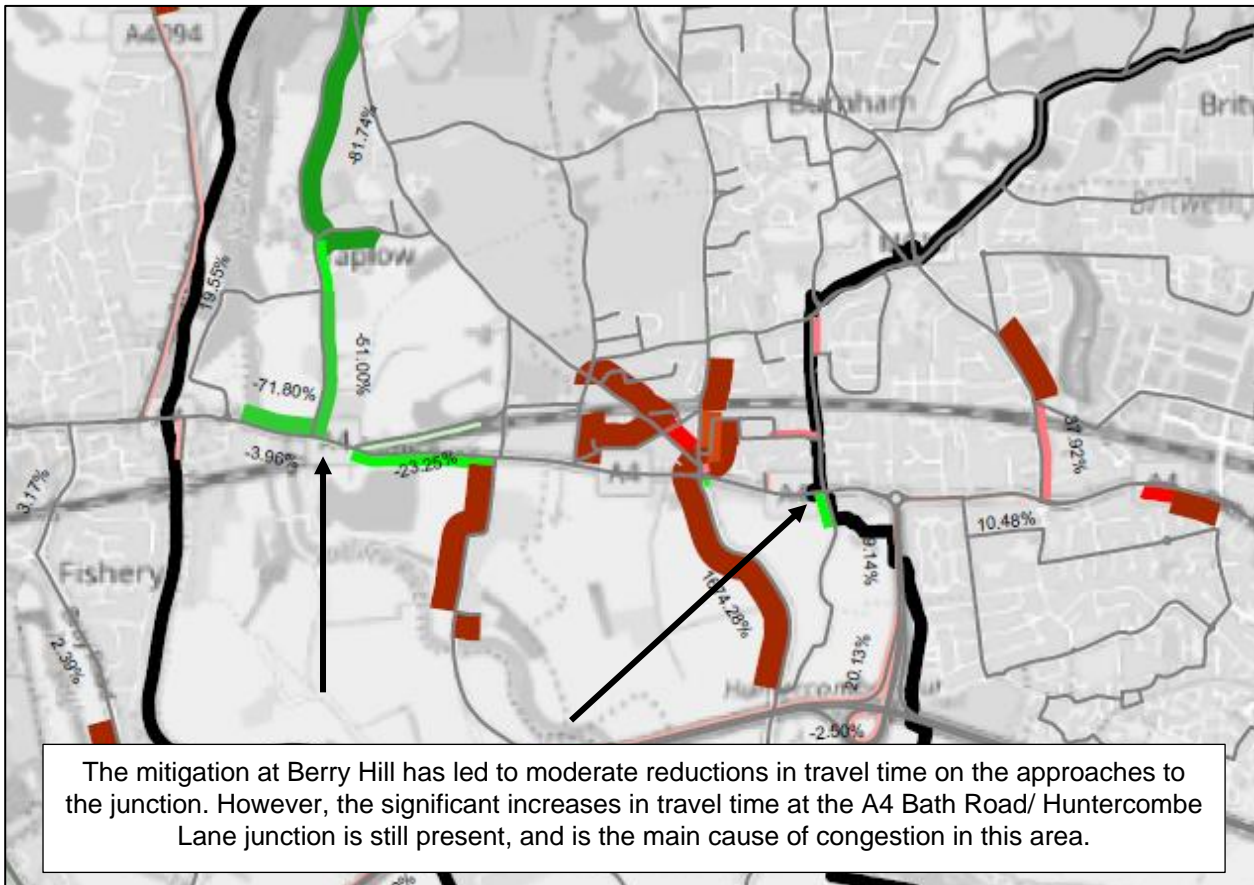 A4094
Burnham
Brit
-81.74%
Britwell
Taplow
19.55%
-51.00%
-71.80%
37.92%
-3.96%
-23.25%
A4
3.17%
10.48%
Fishery
9.14%
1674.28%
2.39%
20.13%
-2.50%
The mitigation at Berry Hill has led to moderate reductions in travel time on the approaches to
the junction. However, the significant increases in travel time at the A4 Bath Road/ Huntercombe
Lane junction is still present, and is the main cause of congestion in this area.